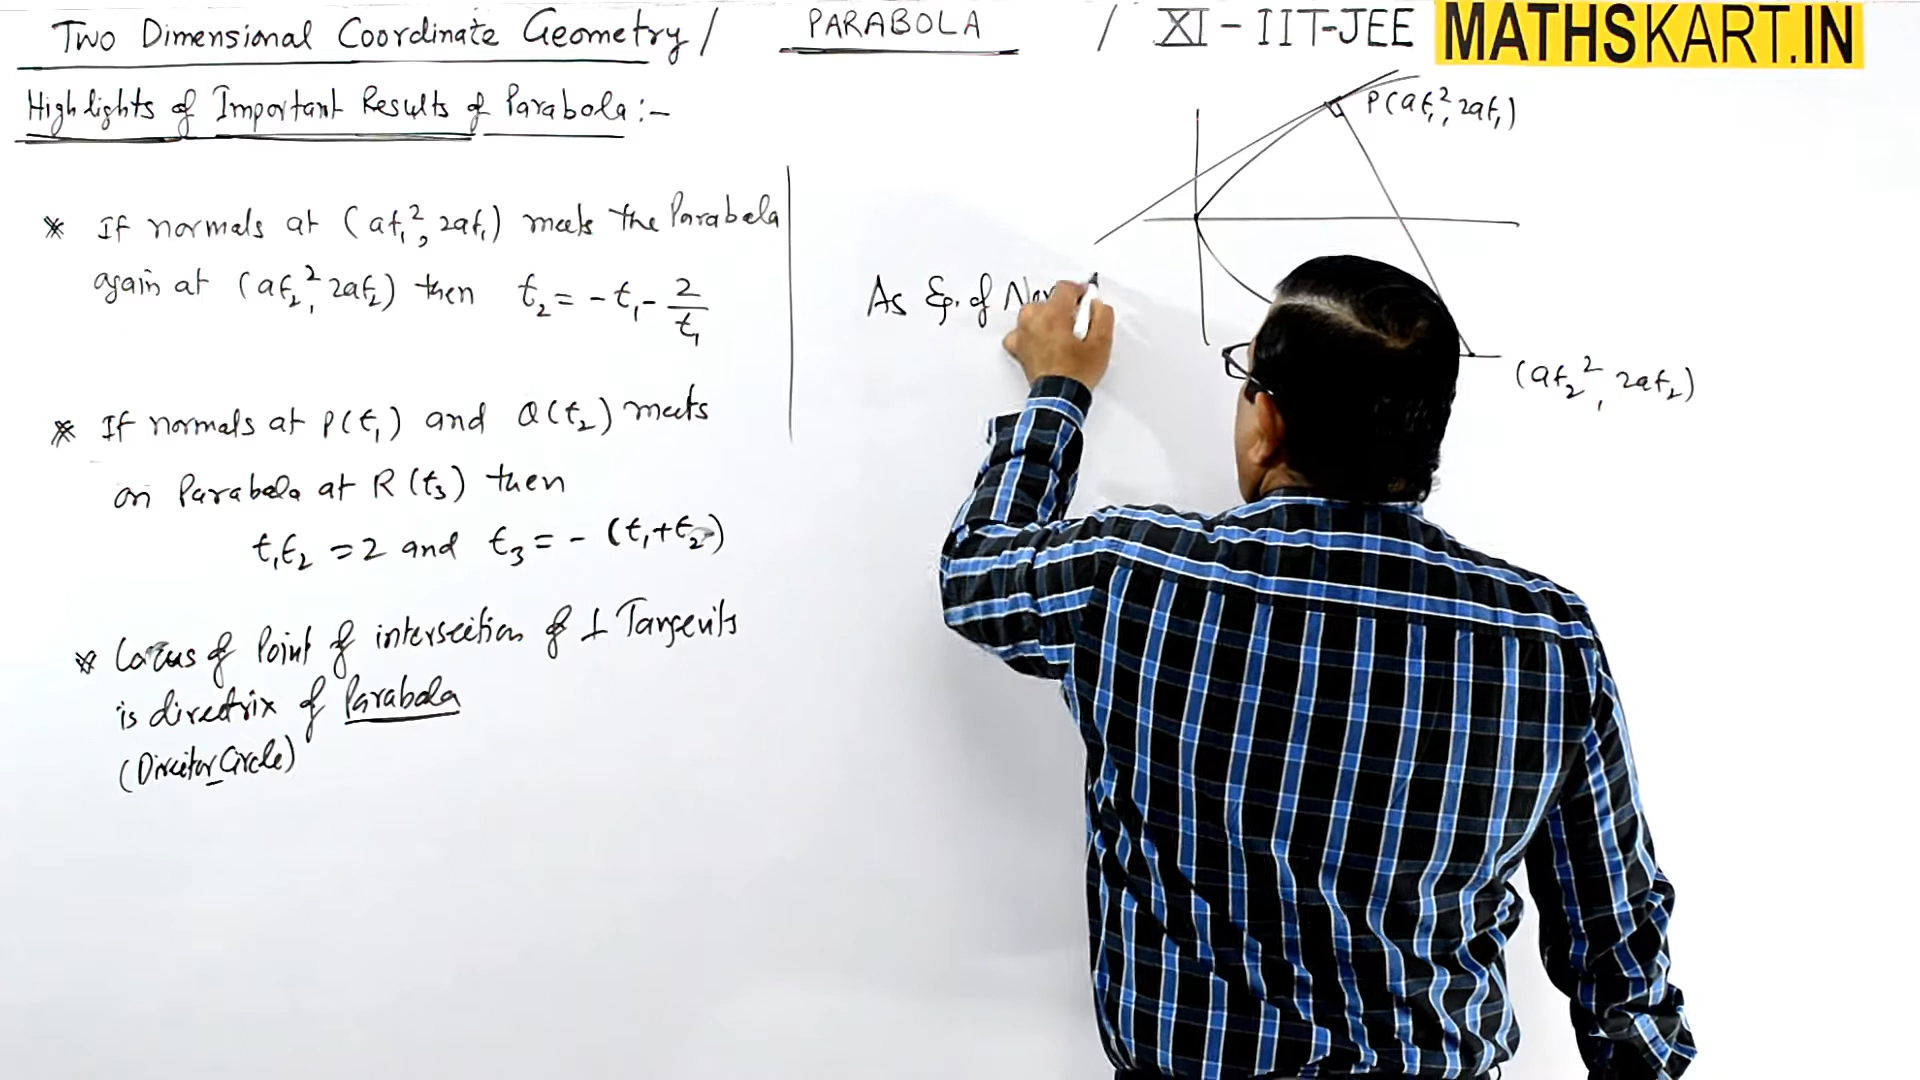 Two Dimensional Coordinate Geometry / PARABOLA / XI - IIT-JEE MATHSKART.IN
Highlights of Important Results of Parabola :-
* If normals at (at₁², 2at₁) meets the Parabola
again at (at₂², 2at₂) then t₂ = -t₁ - 2/t₁
* If normals at P(t₁) and Q(t₂) meets
on Parabola at R(t₃) then
t₁t₂ = 2 and t₃ = - (t₁+t₂)
* Locus of Point of intersection of ⊥ Tangents
is directrix of Parabola
(Director Circle)
P(at₁², 2at₁)
As Eq. of Nor
(at₂², 2at₂)